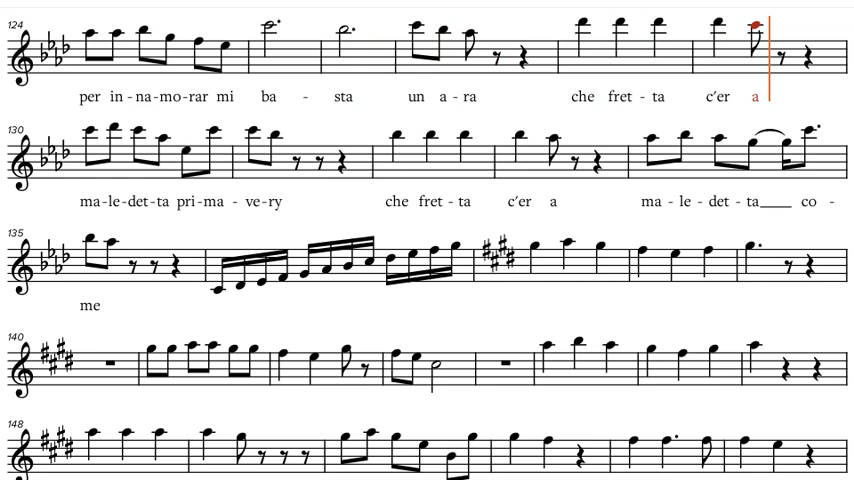 124
per in - na - mo - rar mi ba - sta un a - ra che fret - ta c'er a
130
ma - le - det - ta pri - ma - ve - ry che fret - ta c'er a ma - le - det - ta____ co -
135
me
140
148